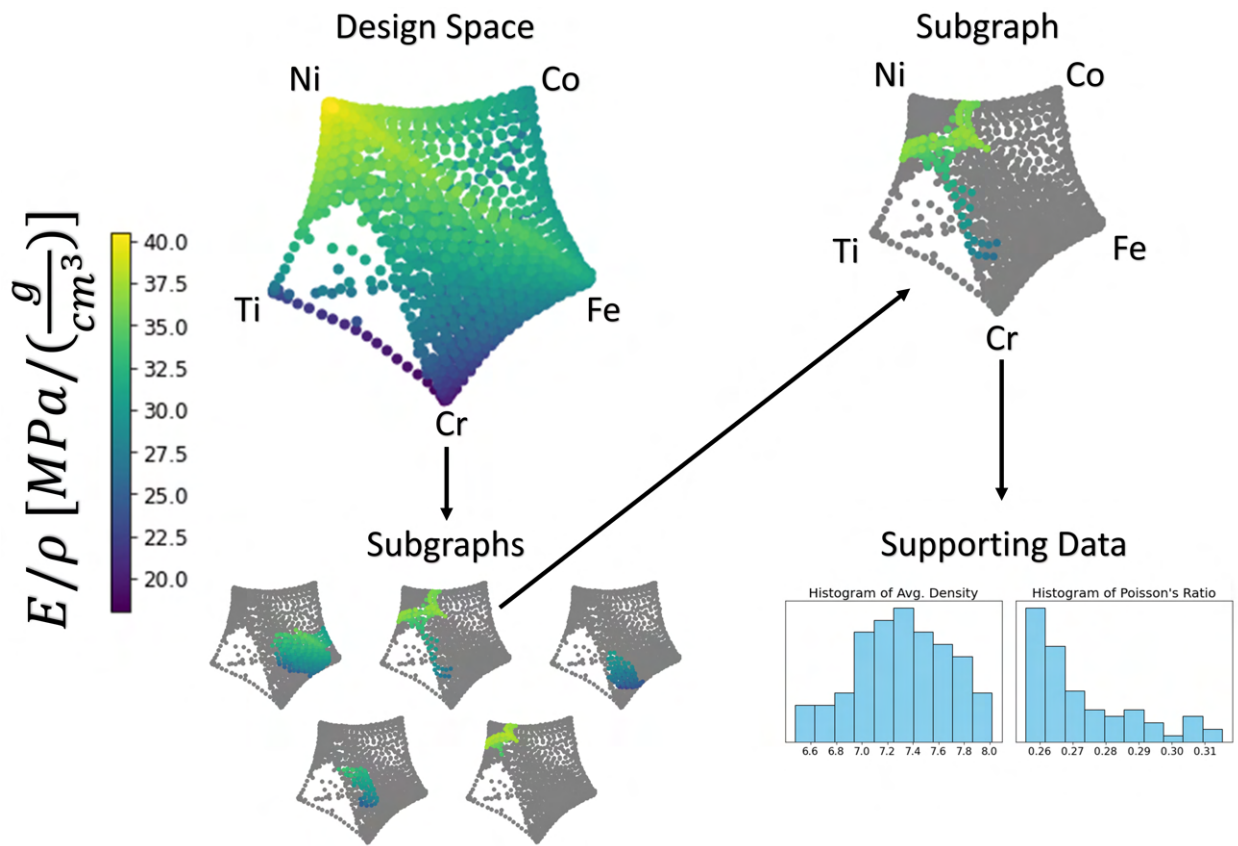 Design Space
Subgraph
Ni
Co
Ni
Co
Ti
Fe
Ti
Fe
Cr
Cr
E/ρ [MPa/(g/cm³)]
40.0
37.5
35.0
32.5
30.0
27.5
25.0
22.5
20.0
Subgraphs
Supporting Data
Histogram of Avg. Density
Histogram of Poisson's Ratio
6.6 6.8 7.0 7.2 7.4 7.6 7.8 8.0
0.26 0.27 0.28 0.29 0.30 0.31